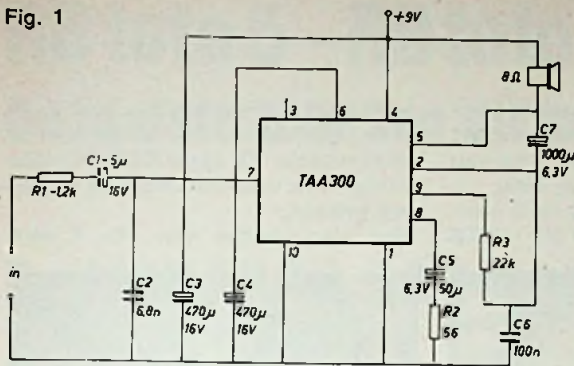 Fig. 1
+9V
8Ω
3
6
4
5
C7
1000µ
6,3V
2
TAA300
9
8
7
C1-5µ
16V
R1-1,2k
in
10
1
C5
6,3V 50µ
R3
22k
C2
6,8n
C3
470µ
16V
C4
470µ
16V
R2
56
C6
100n